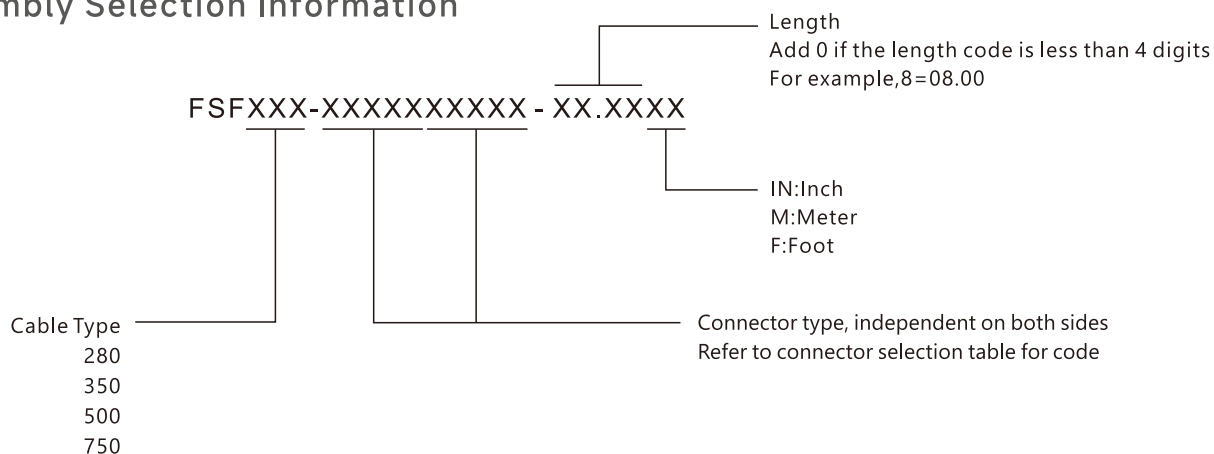 mbly Selection Information
Length
Add 0 if the length code is less than 4 digits
For example,8=08.00
FSFXXX-XXXXXXXXXX - XX.XXXX
IN:Inch
M:Meter
F:Foot
Cable Type
280
350
500
750
Connector type, independent on both sides
Refer to connector selection table for code